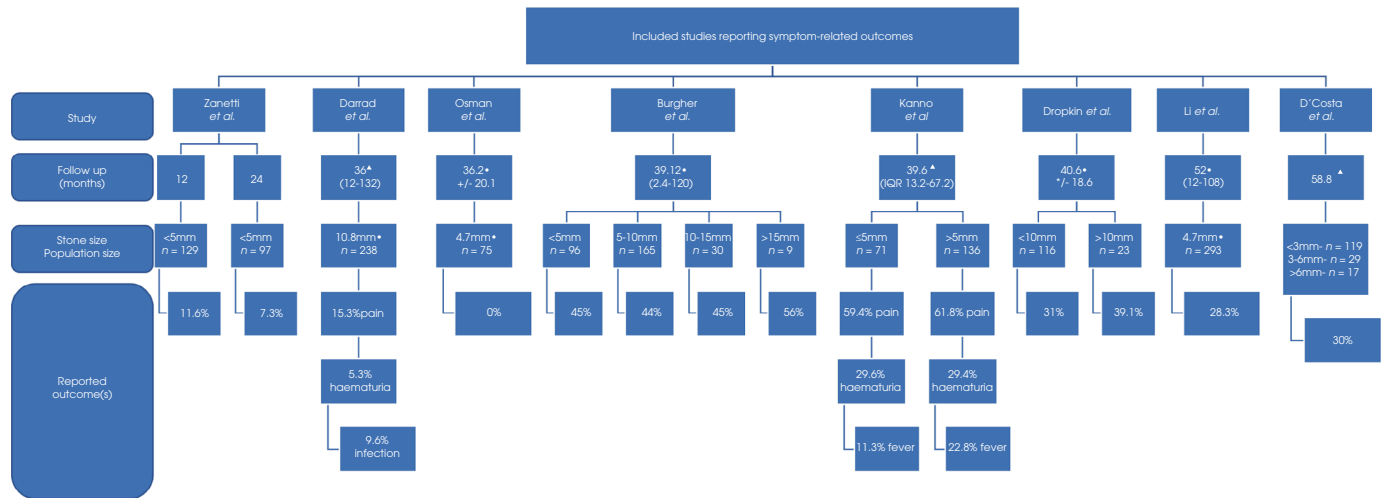 Included studies reporting symptom-related outcomes
Study
Zanetti
et al.
Darrad
et al.
Osman
et al.
Burgher
et al.
Kanno
et al
Dropkin et al.
Li et al.
D'Costa
et al.
Follow up
(months)
12
24
36▲
(12-132)
36.2•
+/- 20.1
39.12•
(2.4-120)
39.6 ▲
(IQR 13.2-67.2)
40.6•
*/- 18.6
52•
(12-108)
58.8 ▲
Stone size
Population size
<5mm
n = 129
<5mm
n = 97
10.8mm•
n = 238
4.7mm•
n = 75
<5mm
n = 96
5-10mm
n = 165
10-15mm
n = 30
>15mm
n = 9
≤5mm
n = 71
>5mm
n = 136
<10mm
n = 116
>10mm
n = 23
4.7mm•
n = 293
<3mm- n = 119
3-6mm- n = 29
>6mm- n = 17
Reported
outcome(s)
11.6%
7.3%
15.3%pain
0%
45%
44%
45%
56%
59.4% pain
61.8% pain
31%
39.1%
28.3%
30%
5.3%
haematuria
29.6%
haematuria
29.4%
haematuria
9.6%
infection
11.3% fever
22.8% fever